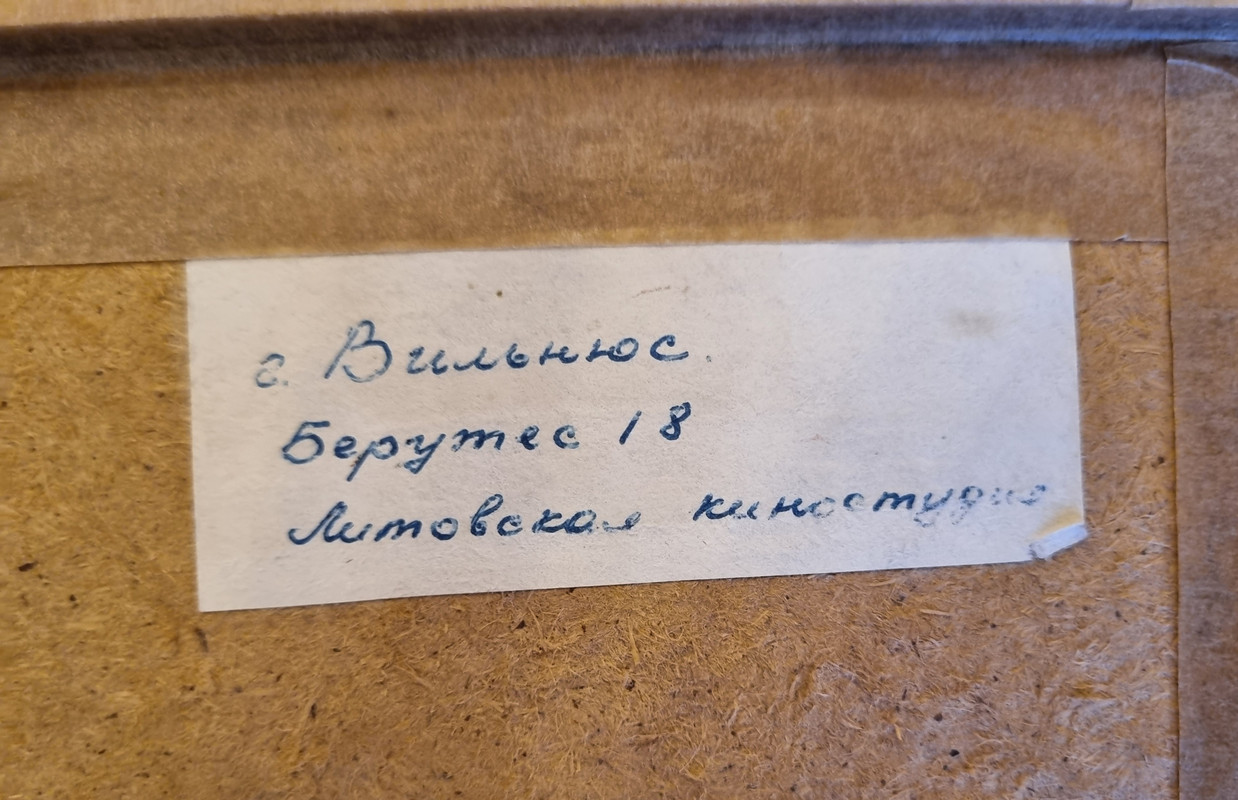 г. Вильнюс.
Берутес 18
Литовская киностудия